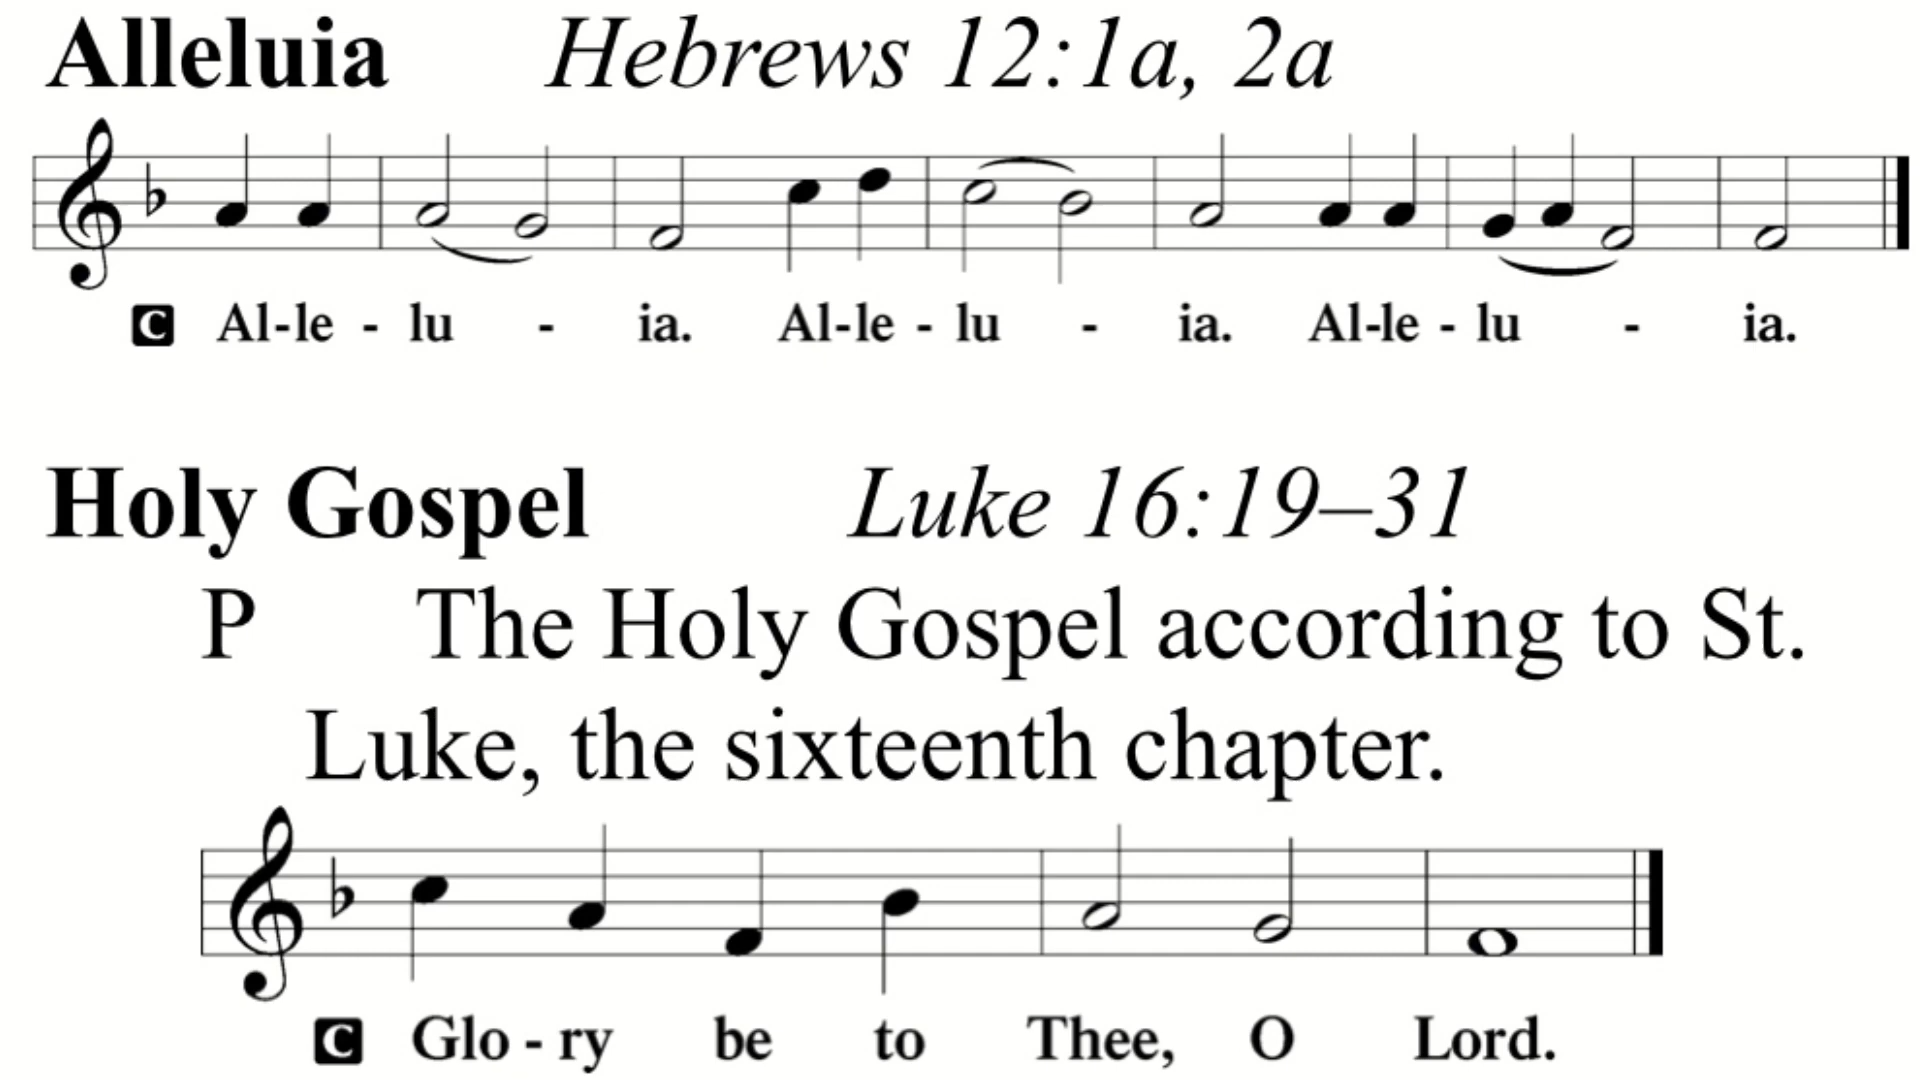 Alleluia Hebrews 12:1a, 2a
C Al-le - lu - ia. Al-le - lu - ia. Al-le - lu - ia.
Holy Gospel Luke 16:19–31
P The Holy Gospel according to St.
Luke, the sixteenth chapter.
C Glo - ry be to Thee, O Lord.